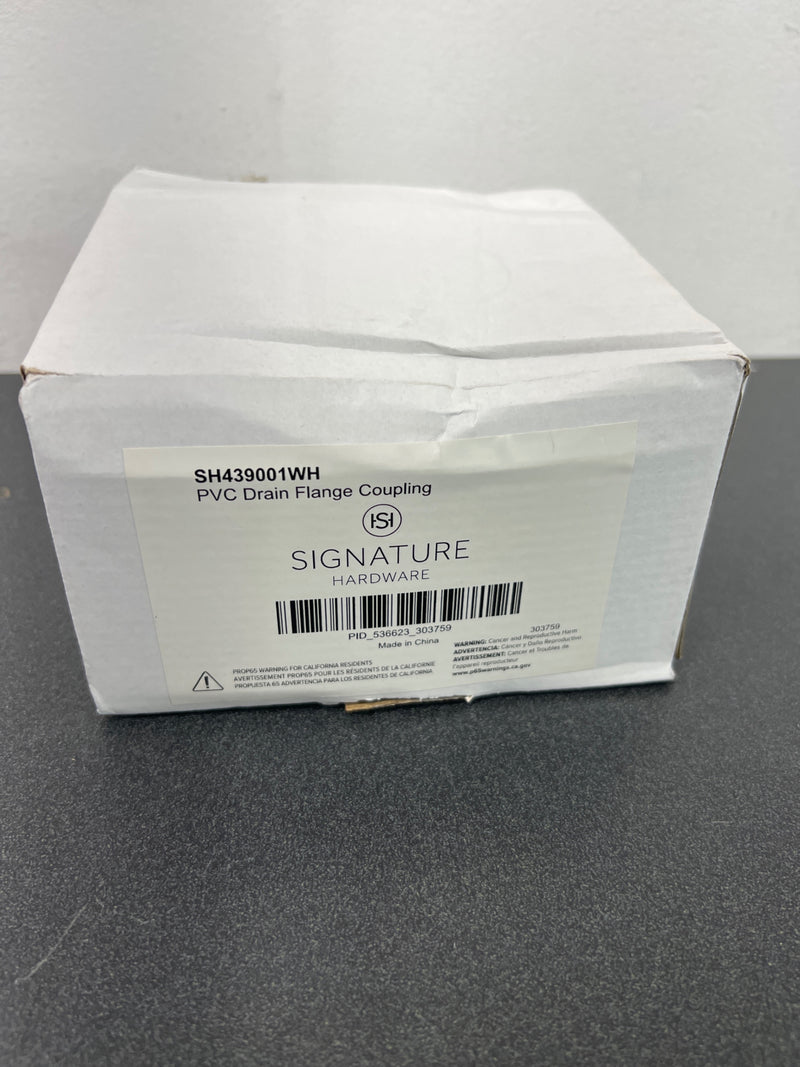 SH439001WH
PVC Drain Flange Coupling
HSH
SIGNATURE
HARDWARE
PID_536623_303759
Made in China
303759
WARNING: Cancer and Reproductive Harm
ADVERTENCIA: Cáncer y Daño Reproductivo
AVERTISSEMENT: Cancer et Troubles de
l'appareil reproducteur
www.p65warnings.ca.gov
PROP65 WARNING FOR CALIFORNIA RESIDENTS
AVERTISSEMENT PROP65 POUR LES RÉSIDENTS DE LA CALIFORNIE
PROPUESTA 65 ADVERTENCIA PARA LOS RESIDENTES DE CALIFORNIA